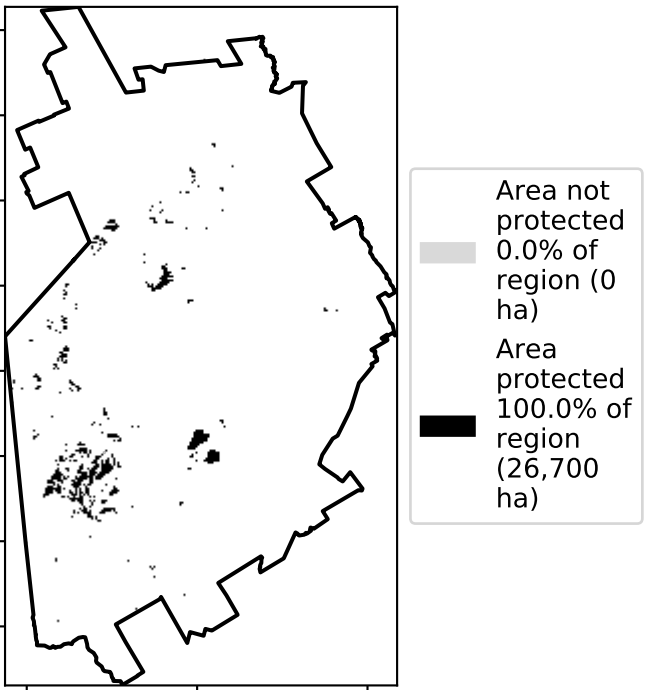 Area not
protected
0.0% of
region (0
ha)
Area
protected
100.0% of
region
(26,700
ha)